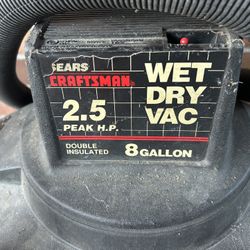 SEARS
CRAFTSMAN
2.5
PEAK H.P.
DOUBLE
INSULATED
WET
DRY
VAC
8 GALLON